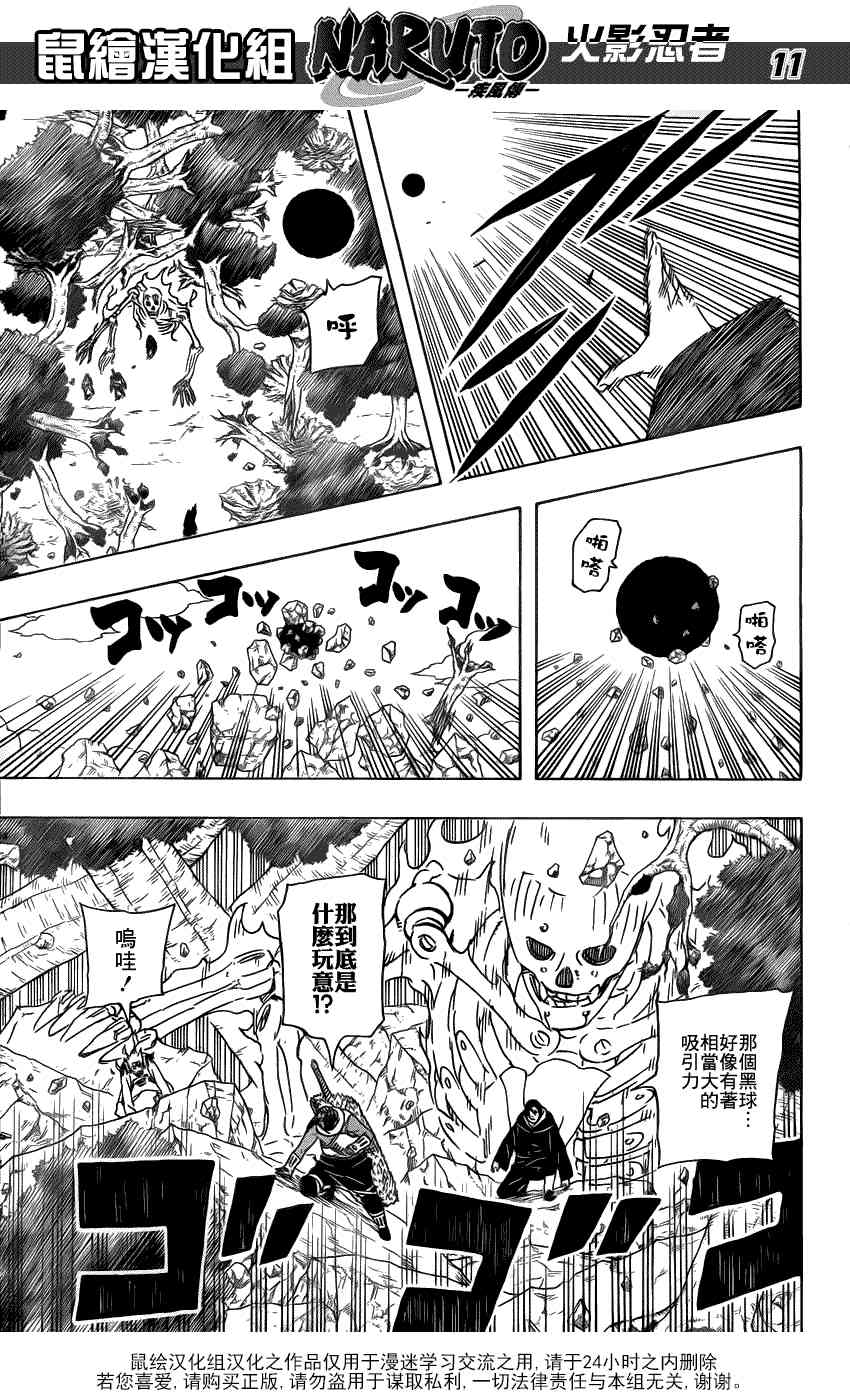 鼠繪漢化組
NARUTO
火影忍者
11
—疾風傳—
呼
啪嗒
啪嗒
コッ
コッ
コッ
コッ
那個黑球…
好像有著
相當大的
吸引力
那到底是
什麼玩意!?
嗚哇!
ゴゴゴ
鼠绘汉化组汉化之作品仅用于漫迷学习交流之用, 请于24小时之内删除
若您喜爱, 请购买正版, 请勿盗用于谋取私利, 一切法律责任与本组无关, 谢谢。